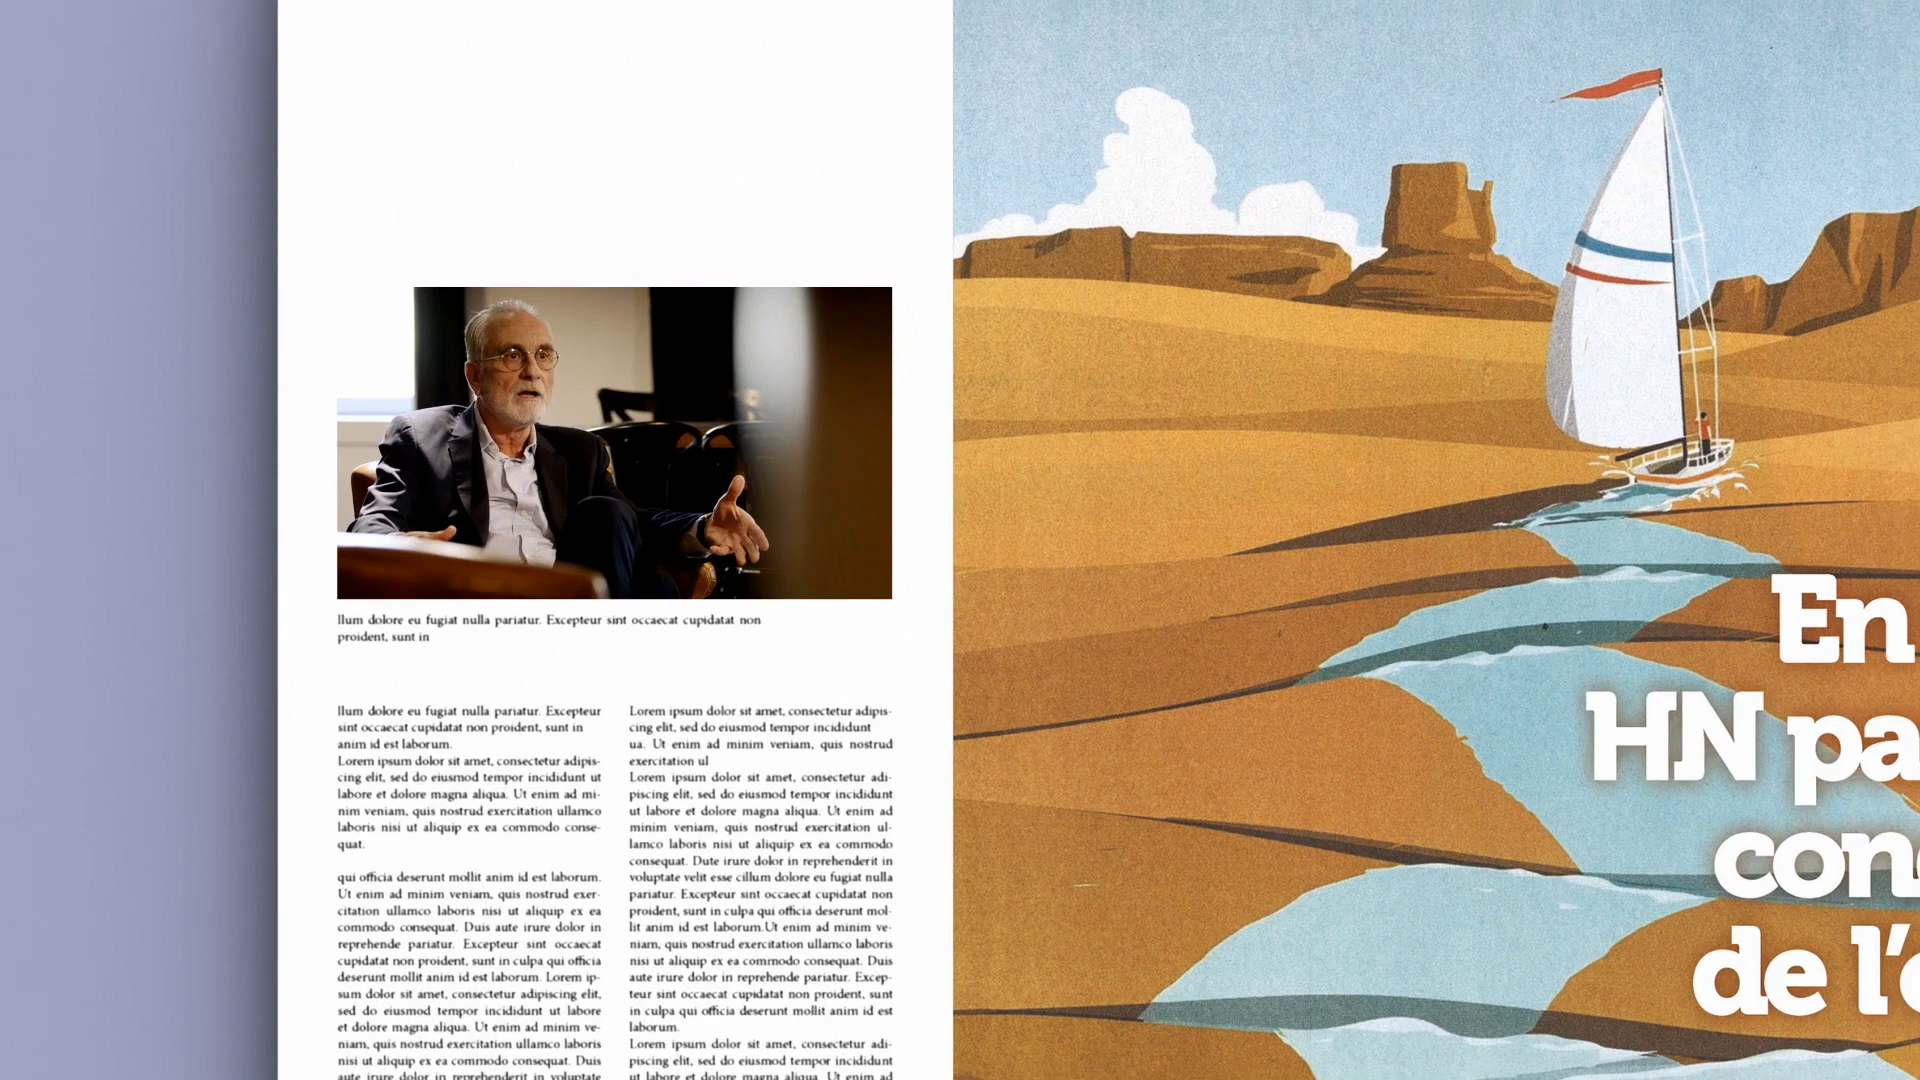 llum dolore eu fugiat nulla pariatur. Excepteur sint occaecat cupidatat non
proident, sunt in
llum dolore eu fugiat nulla pariatur. Excepteur
sint occaecat cupidatat non proident, sunt in
anim id est laborum.
Lorem ipsum dolor sit amet, consectetur adipis-
cing elit, sed do eiusmod tempor incididunt ut
labore et dolore magna aliqua. Ut enim ad mi-
nim veniam, quis nostrud exercitation ullamco
laboris nisi ut aliquip ex ea commodo conse-
quat.
qui officia deserunt mollit anim id est laborum.
Ut enim ad minim veniam, quis nostrud exer-
citation ullamco laboris nisi ut aliquip ex ea
commodo consequat. Duis aute irure dolor in
reprehende pariatur. Excepteur sint occaecat
cupidatat non proident, sunt in culpa qui officia
deserunt mollit anim id est laborum. Lorem ip-
sum dolor sit amet, consectetur adipiscing elit,
sed do eiusmod tempor incididunt ut labore
et dolore magna aliqua. Ut enim ad minim ve-
niam, quis nostrud exercitation ullamco laboris
nisi ut aliquip ex ea commodo consequat. Duis
aute irure dolor in reprehenderit in voluptate
Lorem ipsum dolor sit amet, consectetur adipis-
cing elit, sed do eiusmod tempor incididunt
ua. Ut enim ad minim veniam, quis nostrud
exercitation ul
Lorem ipsum dolor sit amet, consectetur adi-
piscing elit, sed do eiusmod tempor incididunt
ut labore et dolore magna aliqua. Ut enim ad
minim veniam, quis nostrud exercitation ul-
lamco laboris nisi ut aliquip ex ea commodo
consequat. Dute irure dolor in reprehenderit in
voluptate velit esse cillum dolore eu fugiat nulla
pariatur. Excepteur sint occaecat cupidatat non
proident, sunt in culpa qui officia deserunt mol-
lit anim id est laborum.Ut enim ad minim ve-
niam, quis nostrud exercitation ullamco laboris
nisi ut aliquip ex ea commodo consequat. Duis
aute irure dolor in reprehende pariatur. Excep-
teur sint occaecat cupidatat non proident, sunt
in culpa qui officia deserunt mollit anim id est
laborum.
Lorem ipsum dolor sit amet, consectetur adi-
piscing elit, sed do eiusmod tempor incididunt
ut labore et dolore magna aliqua. Ut enim ad
En
HN pa
con
de l'